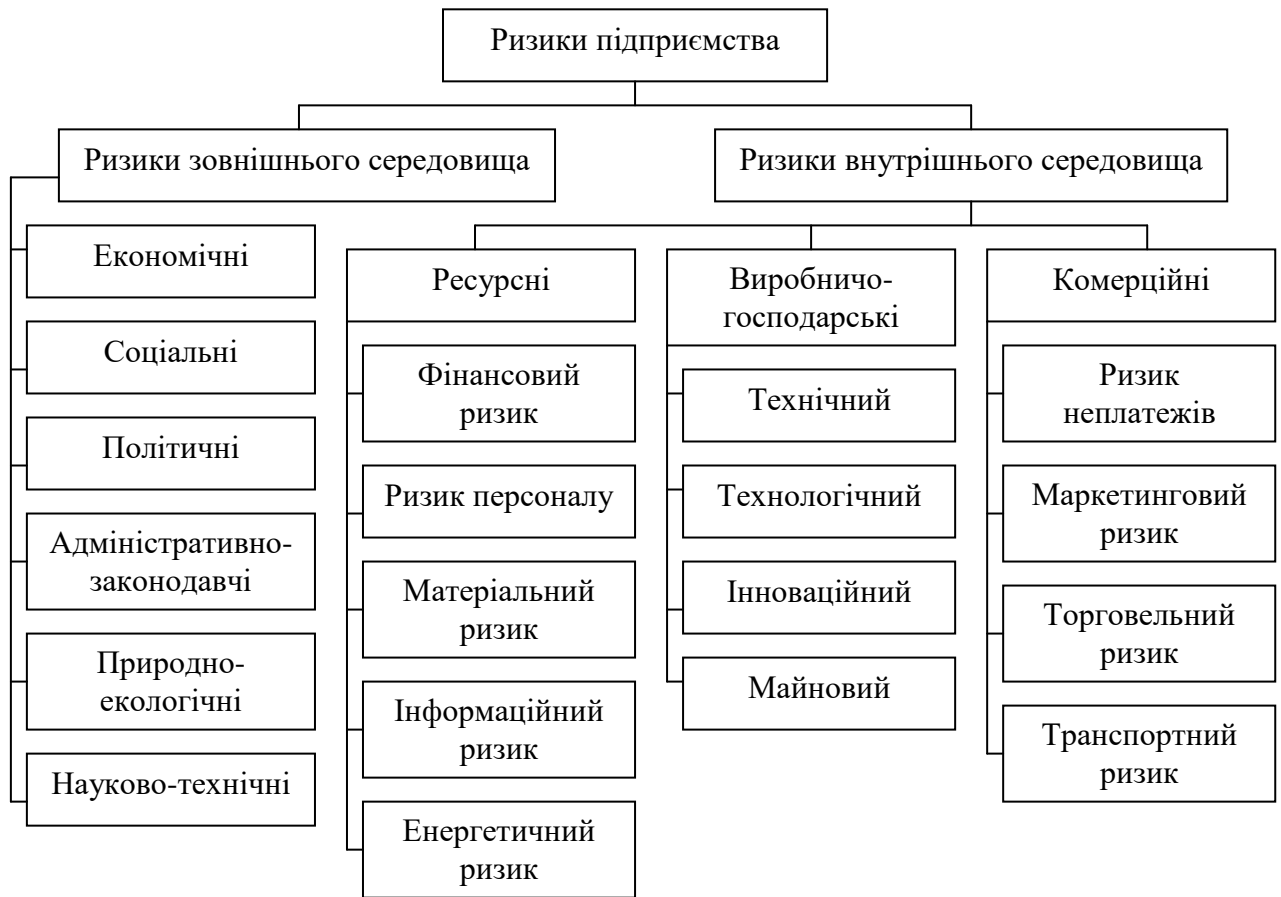 Ризики підприємства
Ризики зовнішнього середовища
Ризики внутрішнього середовища
Економічні
Соціальні
Політичні
Адміністративно-
законодавчі
Природно-
екологічні
Науково-технічні
Ресурсні
Фінансовий
ризик
Ризик персоналу
Матеріальний
ризик
Інформаційний
ризик
Енергетичний
ризик
Виробничо-
господарські
Технічний
Технологічний
Інноваційний
Майновий
Комерційні
Ризик
неплатежів
Маркетинговий
ризик
Торговельний
ризик
Транспортний
ризик